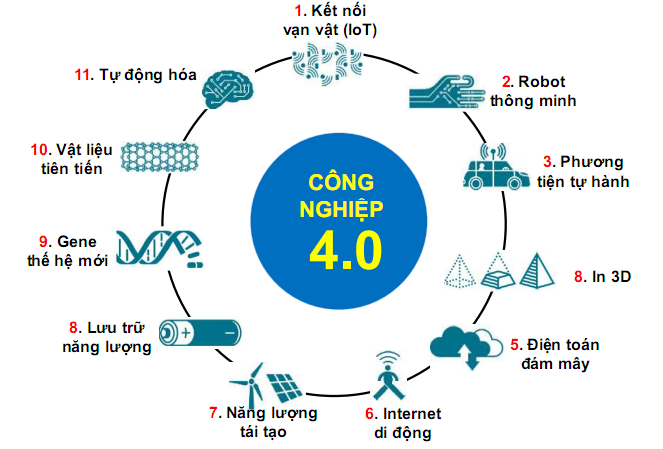 1. Kết nối
vạn vật (IoT)
2. Robot
thông minh
3. Phương
tiện tự hành
8. In 3D
5. Điện toán
đám mây
6. Internet
di động
7. Năng lượng
tái tạo
8. Lưu trữ
năng lượng
9. Gene
thế hệ mới
10. Vật liệu
tiên tiến
11. Tự động hóa
CÔNG
NGHIỆP
4.0